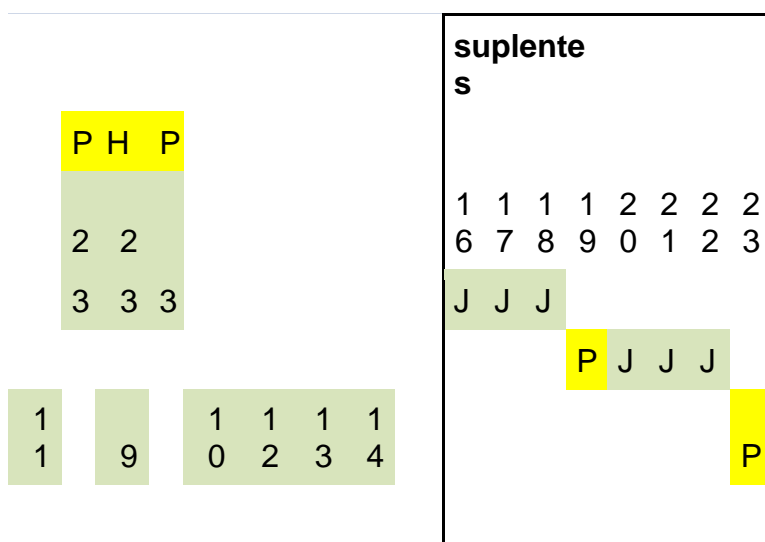 suplente
s
P H P
1 1 1 1 2 2 2 2
2 2 6 7 8 9 0 1 2 3
3 3 3 J J J
P J J J
1 1 1 1 1
1 9 0 2 3 4 P